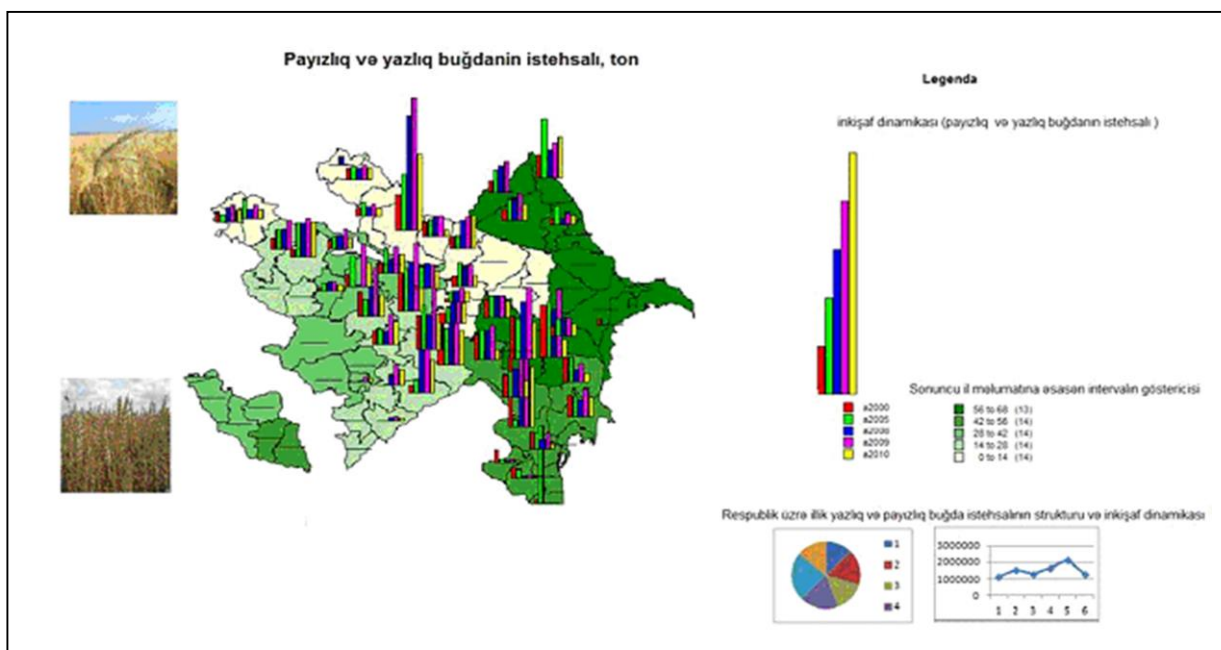 Payızlıq və yazlıq buğdanin istehsalı, ton
Legenda
inkişaf dinamikası (payızlıq və yazlıq buğdanın istehsalı )
Sonuncu il məlumatına əsasən intervalın göstəricisi
a2000
a2005
a2008
a2009
a2010
56 to 68 (13)
42 to 56 (14)
28 to 42 (14)
14 to 28 (14)
0 to 14 (14)
Respublik üzrə illik yazlıq və payızlıq buğda istehsalının strukturu və inkişaf dinamikası
1
2
3
4
3000000
2000000
1000000
0
1 2 3 4 5 6